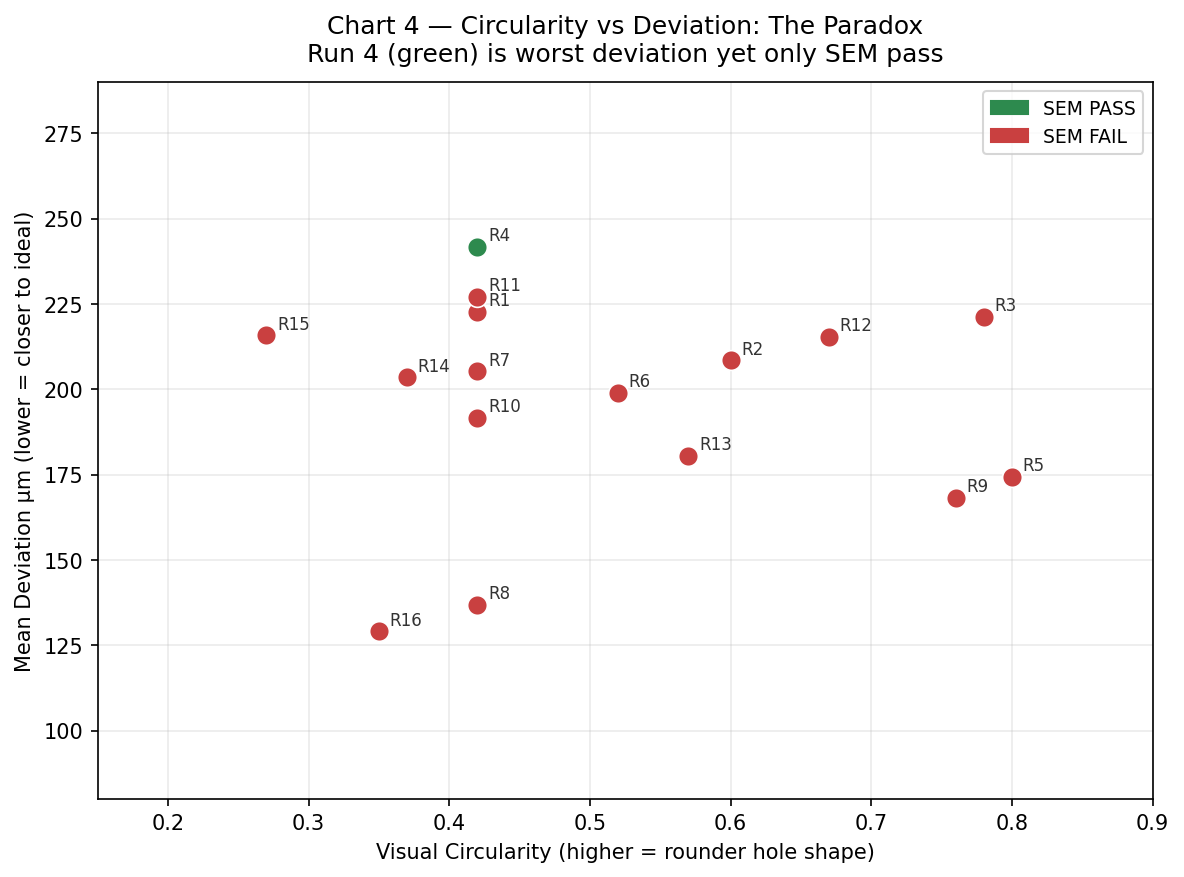 Chart 4 — Circularity vs Deviation: The Paradox
Run 4 (green) is worst deviation yet only SEM pass
SEM PASS
SEM FAIL
Mean Deviation µm (lower = closer to ideal)
275
250
225
200
175
150
125
100
R4
R11
R1
R3
R15
R12
R7
R2
R14
R6
R10
R13
R5
R9
R8
R16
0.2
0.3
0.4
0.5
0.6
0.7
0.8
0.9
Visual Circularity (higher = rounder hole shape)